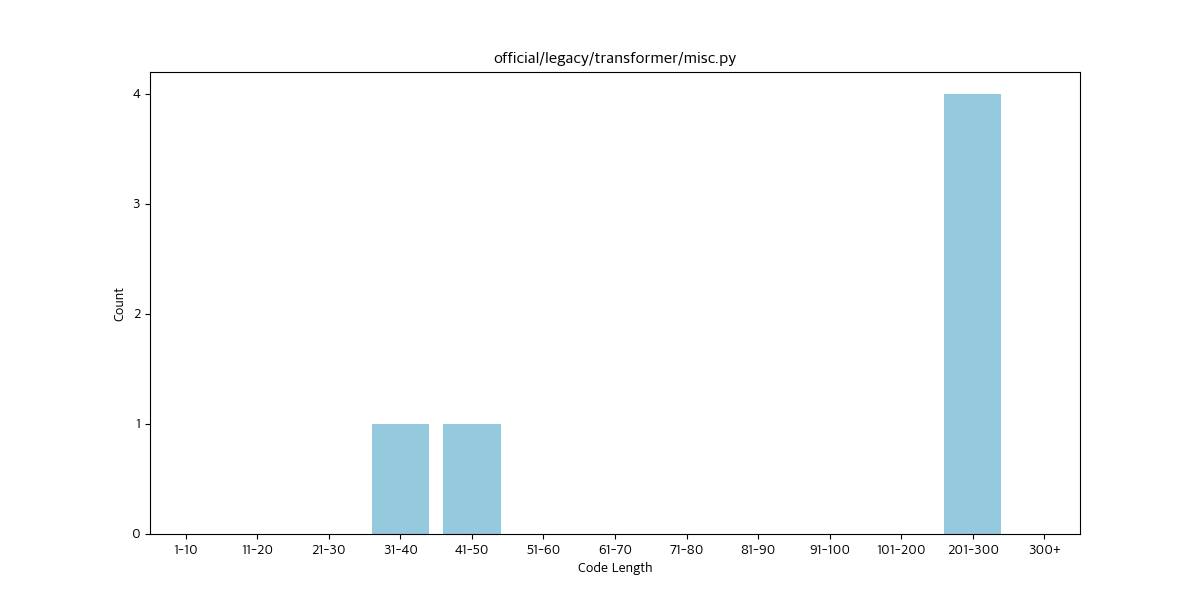 official/legacy/transformer/misc.py
4
3
2
1
0
Count
1-10 11-20 21-30 31-40 41-50 51-60 61-70 71-80 81-90 91-100 101-200 201-300 300+
Code Length